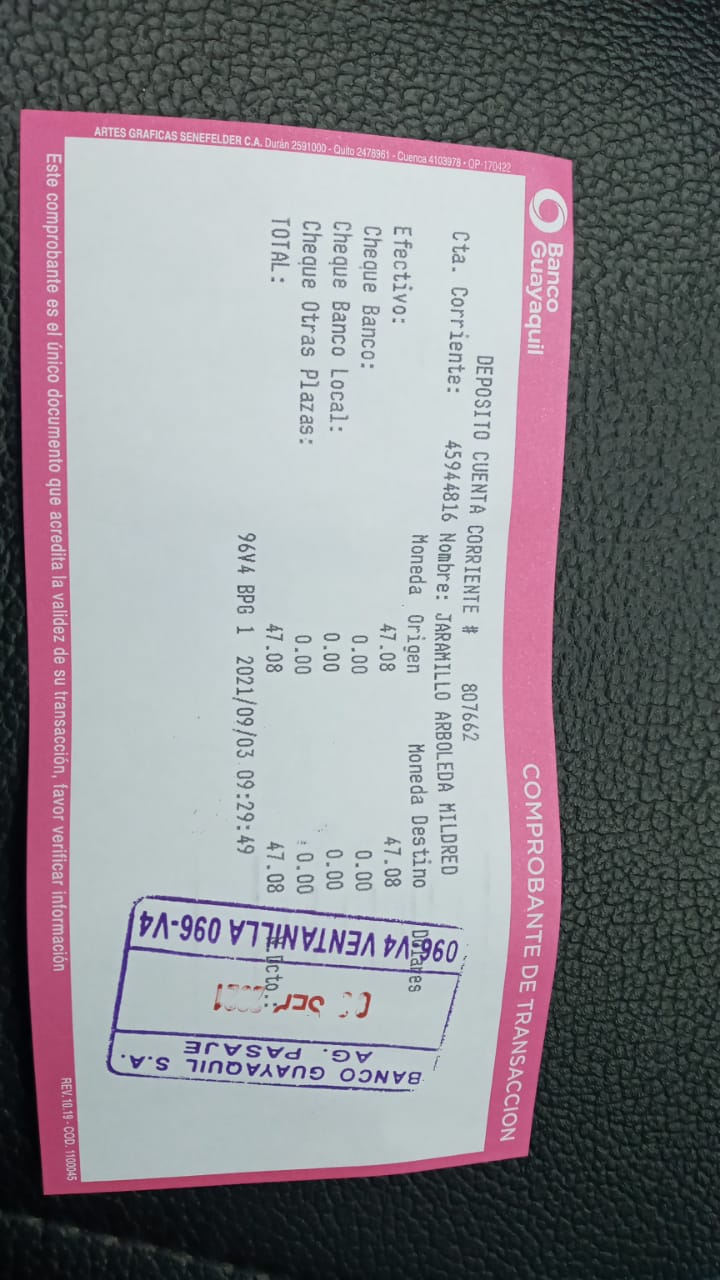 Banco
Guayaquil
COMPROBANTE DE TRANSACCION
DEPOSITO CUENTA CORRIENTE # 807662
Cta. Corriente: 45944816 Nombre: JARAMILLO ARBOLEDA MILDRED
Moneda Origen Moneda Destino Dolares
Efectivo: 47.08 47.08
Cheque Banco: 0.00 0.00
Cheque Banco Local: 0.00 0.00
Cheque Otras Plazas: 0.00 0.00
TOTAL: 47.08 47.08 #.Dcto.:
96V4 BPG 1 2021/09/03 09:29:49
BANCO GUAYAQUIL S.A.
AG. PASAJE
SEP 2021
096-V4 VENTANILLA 096-V4
ARTES GRAFICAS SENEFELDER C.A. Durán 2591000 - Quito 2478961 - Cuenca 4103978 - OP 170422
Este comprobante es el único documento que acredita la validez de su transacción, favor verificar información
REV. 10.19 - COD. 1100045